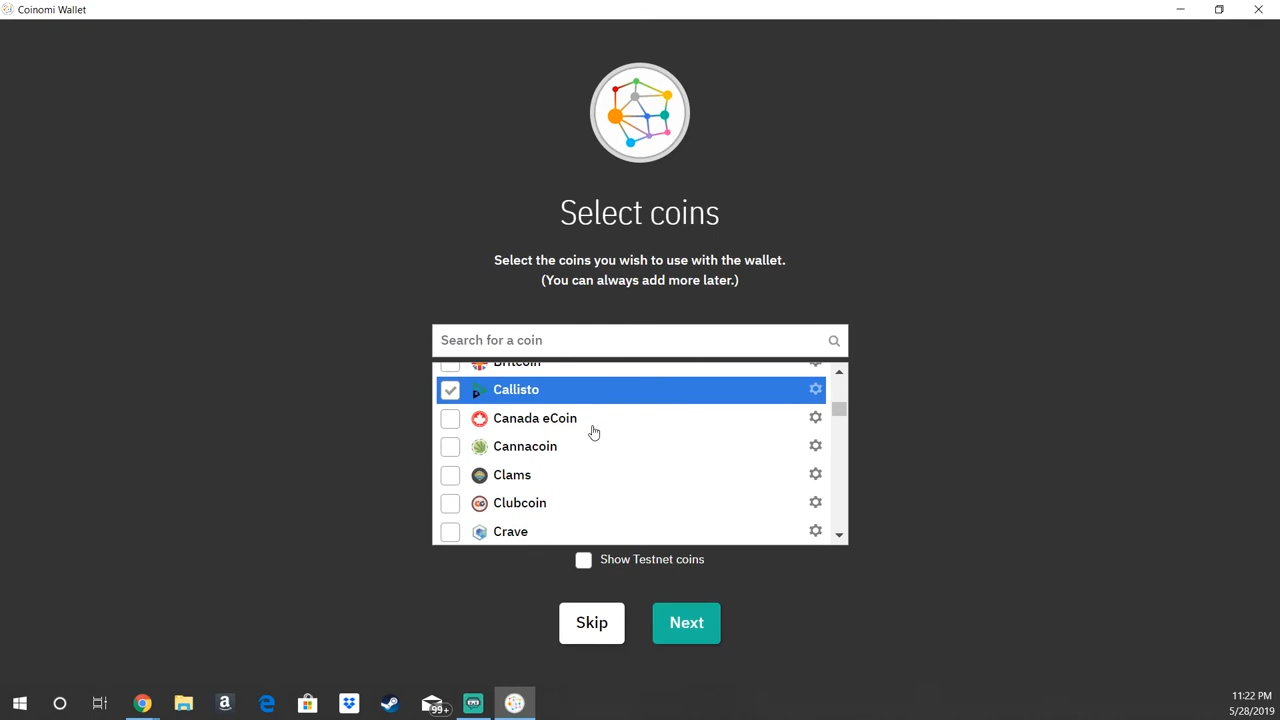 Coinomi Wallet
Select coins
Select the coins you wish to use with the wallet.
(You can always add more later.)
Search for a coin
Britcoin
Callisto
Canada eCoin
Cannacoin
Clams
Clubcoin
Crave
Show Testnet coins
Skip
Next
99+
11:22 PM
5/28/2019